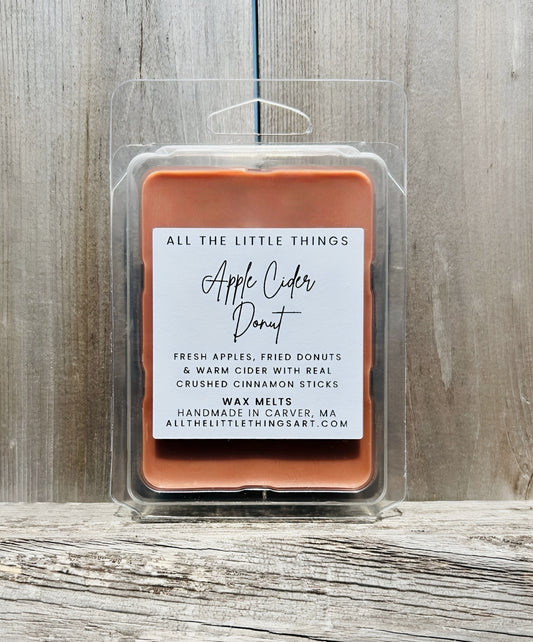 ALL THE LITTLE THINGS
Apple Cider
Donut
FRESH APPLES, FRIED DONUTS
& WARM CIDER WITH REAL
CRUSHED CINNAMON STICKS
WAX MELTS
HANDMADE IN CARVER, MA
ALLTHELITTLETHINGSART.COM